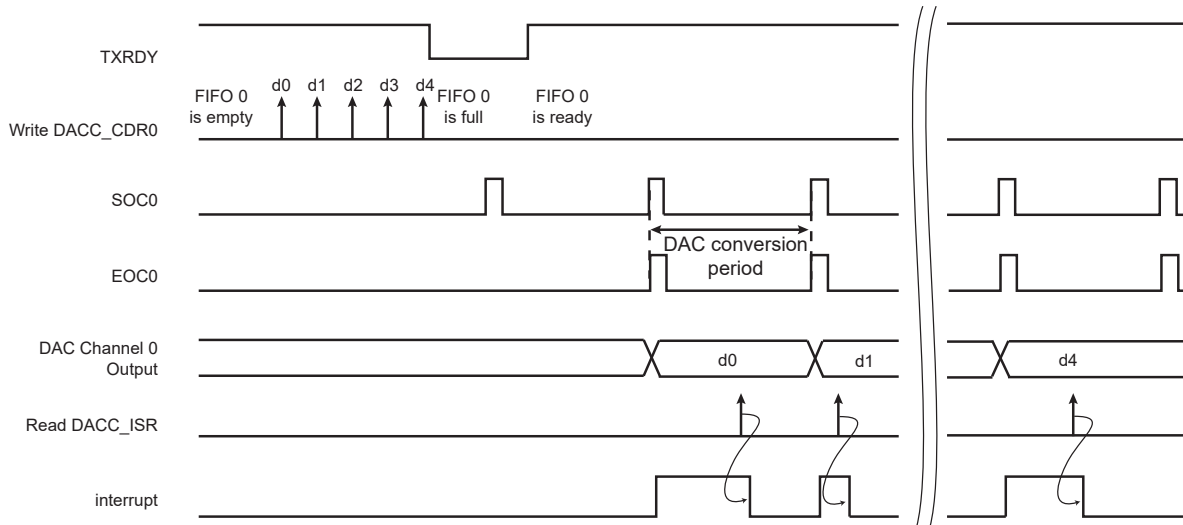 TXRDY
d0 d1 d2 d3 d4
FIFO 0 FIFO 0 FIFO 0
is empty is full is ready
Write DACC_CDR0
SOC0
DAC conversion
period
EOC0
DAC Channel 0
Output
d0 d1 d4
Read DACC_ISR
interrupt